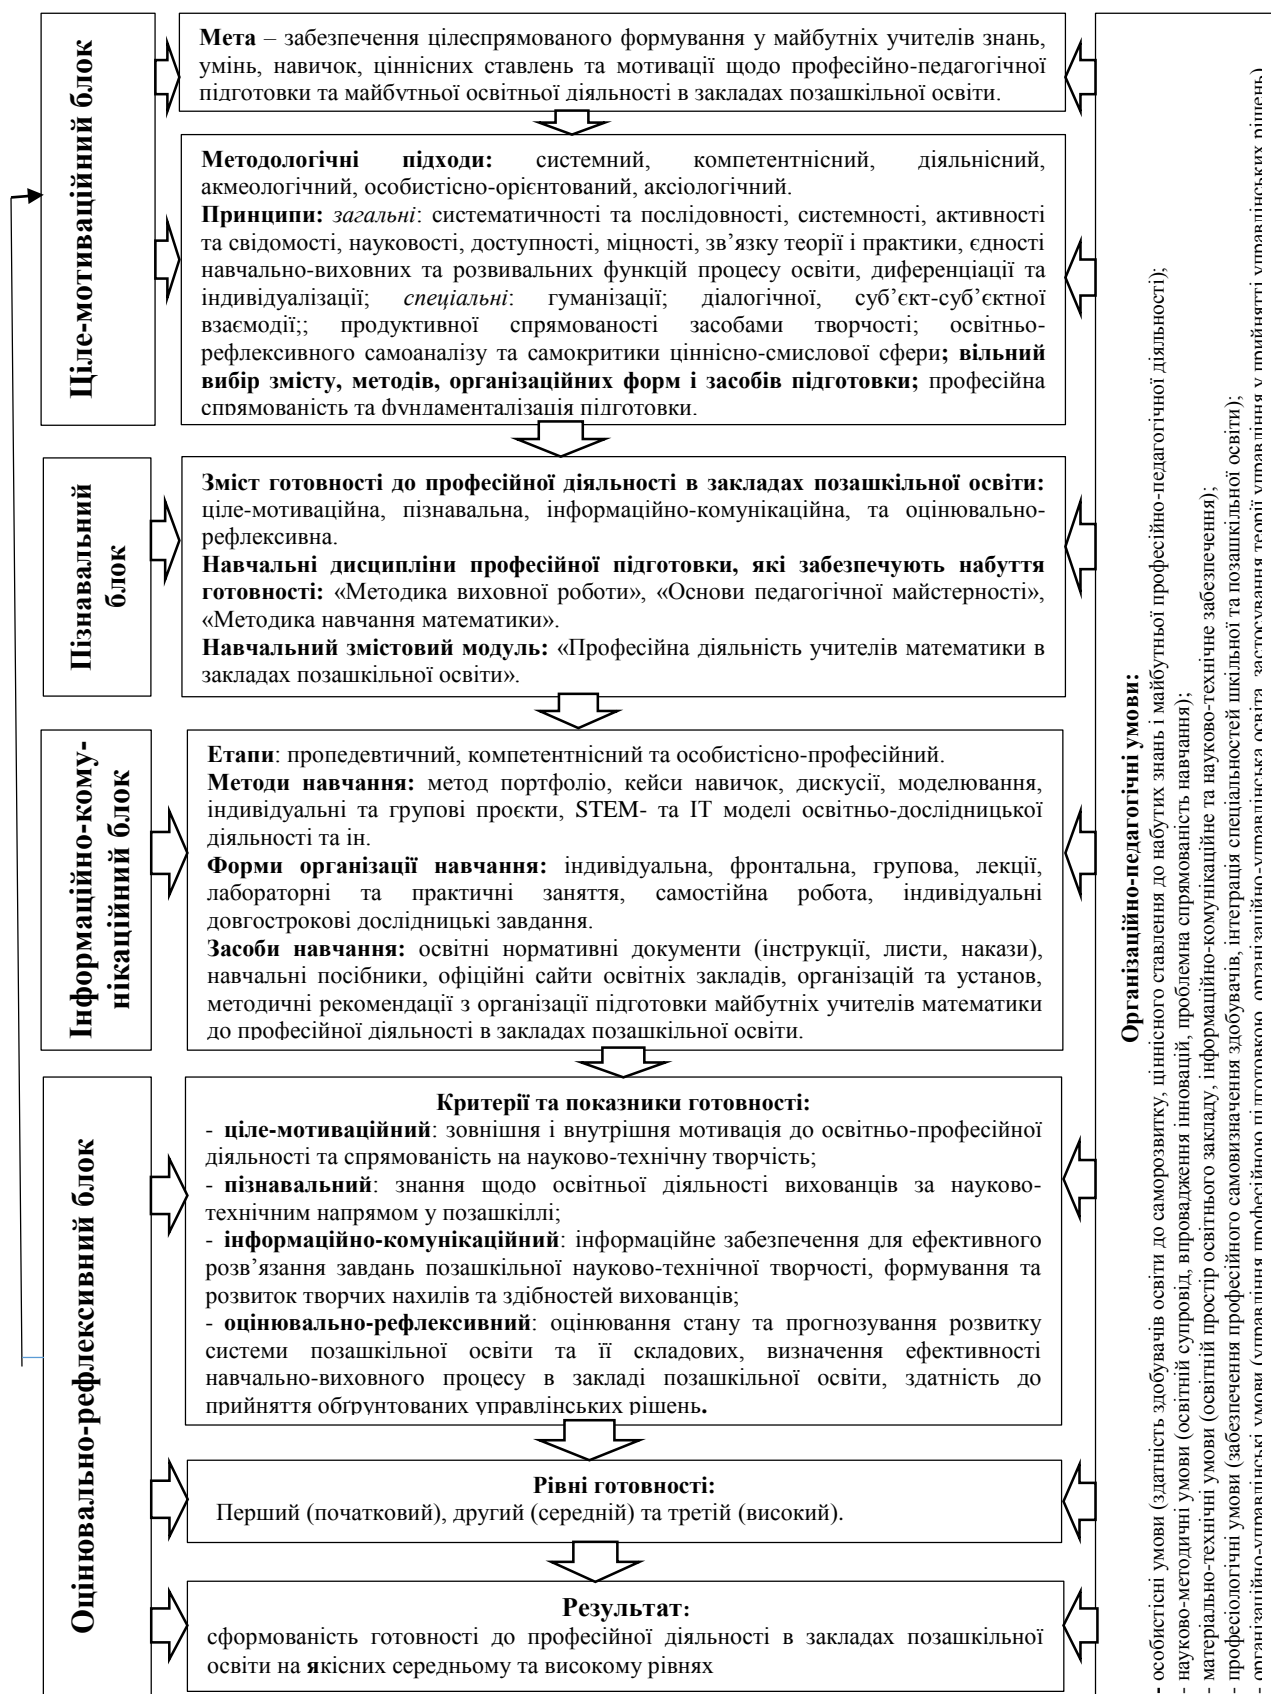 Ціле-мотиваційний блок
Мета – забезпечення цілеспрямованого формування у майбутніх учителів знань,
умінь, навичок, ціннісних ставлень та мотивації щодо професійно-педагогічної
підготовки та майбутньої освітньої діяльності в закладах позашкільної освіти.
Методологічні підходи: системний, компетентнісний, діяльнісний,
акмеологічний, особистісно-орієнтований, аксіологічний.
Принципи: загальні: систематичності та послідовності, системності, активності
та свідомості, науковості, доступності, міцності, зв’язку теорії і практики, єдності
навчально-виховних та розвивальних функцій процесу освіти, диференціації та
індивідуалізації; спеціальні: гуманізації; діалогічної, суб’єкт-суб’єктної
взаємодії;; продуктивної спрямованості засобами творчості; освітньо-
рефлексивного самоаналізу та самокритики ціннісно-смислової сфери; вільний
вибір змісту, методів, організаційних форм і засобів підготовки; професійна
спрямованість та фундаменталізація підготовки.
Пізнавальний
блок
Зміст готовності до професійної діяльності в закладах позашкільної освіти:
ціле-мотиваційна, пізнавальна, інформаційно-комунікаційна, та оцінювально-
рефлексивна.
Навчальні дисципліни професійної підготовки, які забезпечують набуття
готовності: «Методика виховної роботи», «Основи педагогічної майстерності»,
«Методика навчання математики».
Навчальний змістовий модуль: «Професійна діяльність учителів математики в
закладах позашкільної освіти».
Інформаційно-кому-
нікаційний блок
Етапи: пропедевтичний, компетентнісний та особистісно-професійний.
Методи навчання: метод портфоліо, кейси навичок, дискусії, моделювання,
індивідуальні та групові проєкти, STEM- та ІТ моделі освітньо-дослідницької
діяльності та ін.
Форми організації навчання: індивідуальна, фронтальна, групова, лекції,
лабораторні та практичні заняття, самостійна робота, індивідуальні
довгострокові дослідницькі завдання.
Засоби навчання: освітні нормативні документи (інструкції, листи, накази),
навчальні посібники, офіційні сайти освітніх закладів, організацій та установ,
методичні рекомендації з організації підготовки майбутніх учителів математики
до професійної діяльності в закладах позашкільної освіти.
Оцінювально-рефлексивний блок
Критерії та показники готовності:
- ціле-мотиваційний: зовнішня і внутрішня мотивація до освітньо-професійної
діяльності та спрямованість на науково-технічну творчість;
- пізнавальний: знання щодо освітньої діяльності вихованців за науково-
технічним напрямом у позашкіллі;
- інформаційно-комунікаційний: інформаційне забезпечення для ефективного
розв’язання завдань позашкільної науково-технічної творчості, формування та
розвиток творчих нахилів та здібностей вихованців;
- оцінювально-рефлексивний: оцінювання стану та прогнозування розвитку
системи позашкільної освіти та її складових, визначення ефективності
навчально-виховного процесу в закладі позашкільної освіти, здатність до
прийняття обґрунтованих управлінських рішень.
Рівні готовності:
Перший (початковий), другий (середній) та третій (високий).
Результат:
сформованість готовності до професійної діяльності в закладах позашкільної
освіти на якісних середньому та високому рівнях
Організаційно-педагогічні умови:
- особистісні умови (здатність здобувачів освіти до саморозвитку, ціннісного ставлення до набутих знань і майбутньої професійно-педагогічної діяльності);
- науково-методичні умови (освітній супровід, впровадження інновацій, проблемна спрямованість навчання);
- матеріально-технічні умови (освітній простір освітнього закладу, інформаційно-комунікаційне та науково-технічне забезпечення);
- професіологічні умови (забезпечення професійного самовизначення здобувачів, інтеграція спеціальностей шкільної та позашкільної освіти);
- організаційно-управлінські умови (управління професійною підготовкою, організаційно-управлінська освіта, застосування теорії управління у прийнятті управлінських рішень)